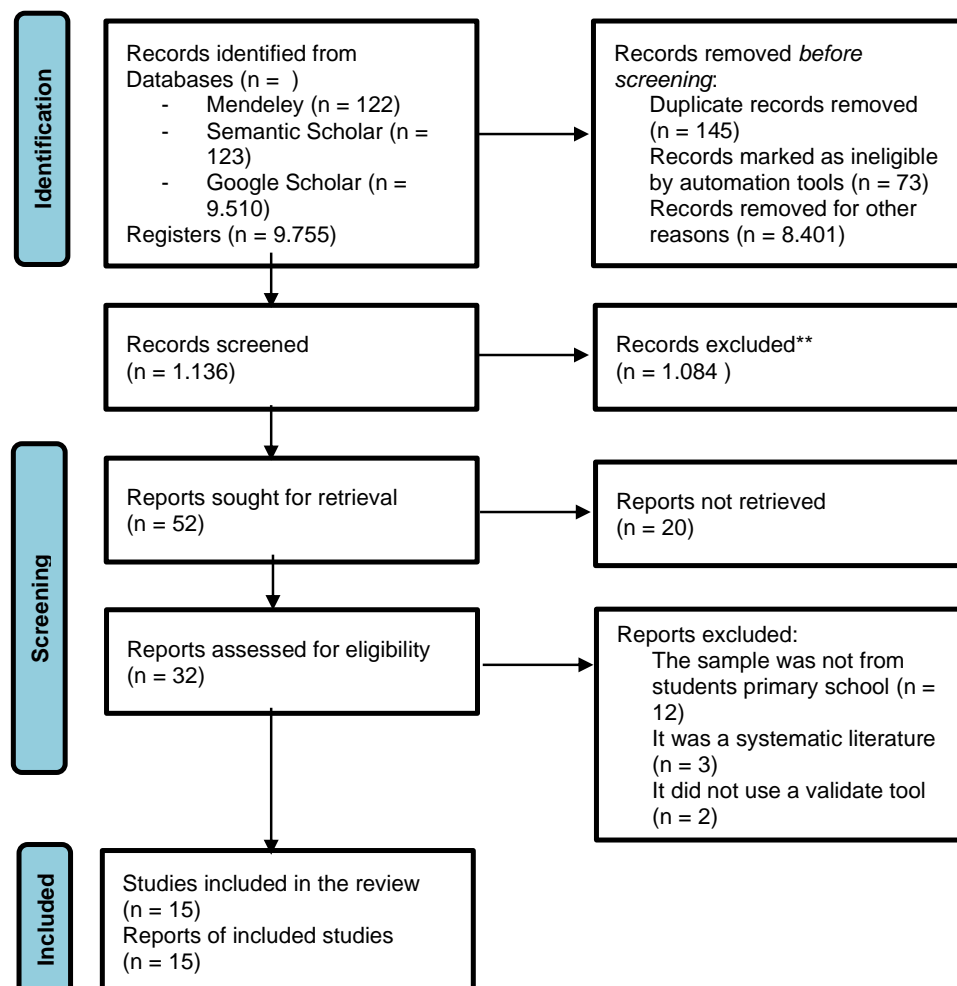 Identification
Records identified from
Databases (n =  )
- Mendeley (n = 122)
- Semantic Scholar (n =
123)
- Google Scholar (n =
9.510)
Registers (n = 9.755)
Records removed before
screening:
Duplicate records removed
(n = 145)
Records marked as ineligible
by automation tools (n = 73)
Records removed for other
reasons (n = 8.401)
Records screened
(n = 1.136)
Records excluded**
(n = 1.084 )
Screening
Reports sought for retrieval
(n = 52)
Reports not retrieved
(n = 20)
Reports assessed for eligibility
(n = 32)
Reports excluded:
The sample was not from
students primary school (n =
12)
It was a systematic literature
(n = 3)
It did not use a validate tool
(n = 2)
Included
Studies included in the review
(n = 15)
Reports of included studies
(n = 15)